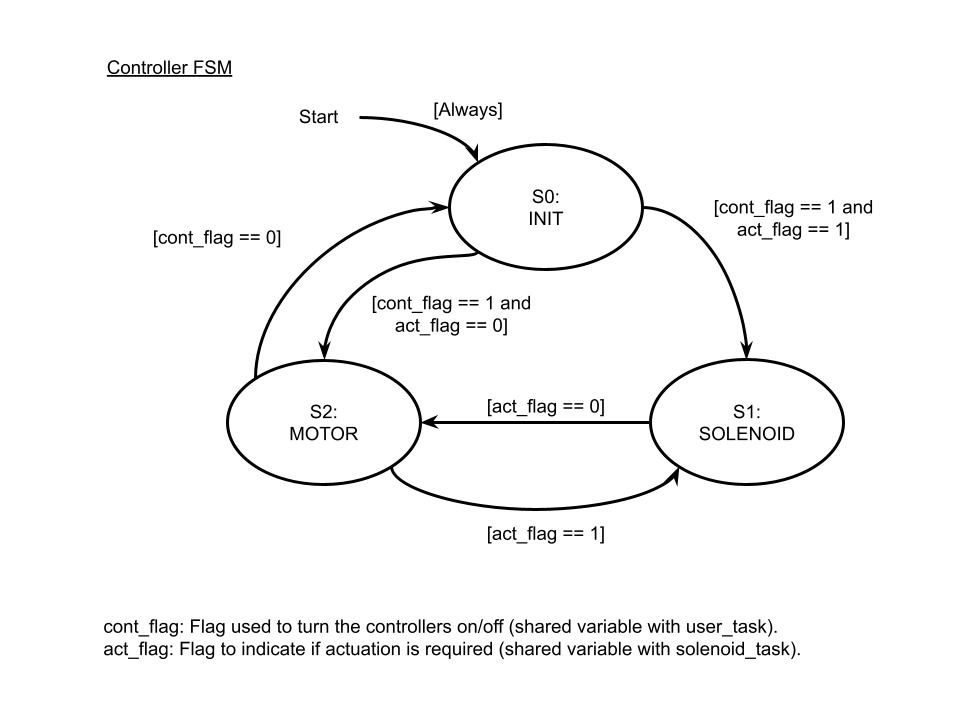 Controller FSM
Start
[Always]
S0:
INIT
[cont_flag == 1 and
act_flag == 1]
[cont_flag == 0]
[cont_flag == 1 and
act_flag == 0]
S2:
MOTOR
[act_flag == 0]
S1:
SOLENOID
[act_flag == 1]
cont_flag: Flag used to turn the controllers on/off (shared variable with user_task).
act_flag: Flag to indicate if actuation is required (shared variable with solenoid_task).